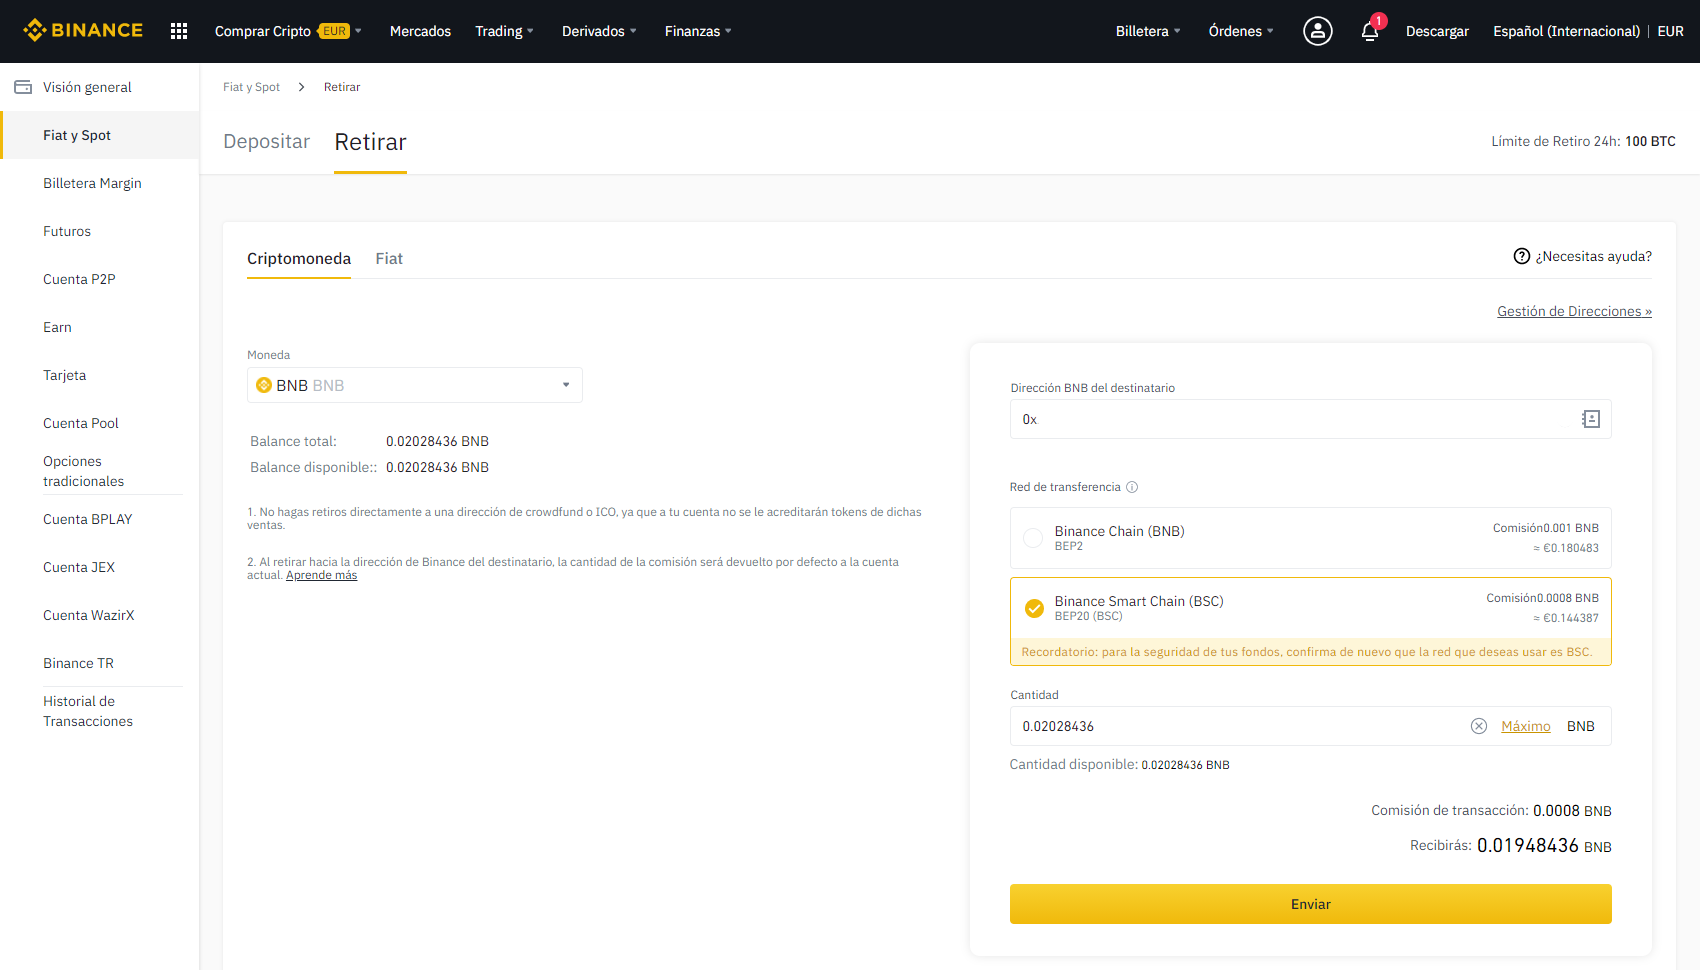 BINANCE
Comprar Cripto EUR
Mercados
Trading
Derivados
Finanzas
Billetera
Órdenes
1
Descargar
Español (Internacional) | EUR
Visión general
Fiat y Spot
Billetera Margin
Futuros
Cuenta P2P
Earn
Tarjeta
Cuenta Pool
Opciones
tradicionales
Cuenta BPLAY
Cuenta JEX
Cuenta WazirX
Binance TR
Historial de
Transacciones
Fiat y Spot > Retirar
Depositar Retirar
Límite de Retiro 24h: 100 BTC
Criptomoneda Fiat
¿Necesitas ayuda?
Gestión de Direcciones »
Moneda
BNB BNB
Balance total: 0.02028436 BNB
Balance disponible:: 0.02028436 BNB
1. No hagas retiros directamente a una dirección de crowdfund o ICO, ya que a tu cuenta no se le acreditarán tokens de dichas
ventas.
2. Al retirar hacia la dirección de Binance del destinatario, la cantidad de la comisión será devuelto por defecto a la cuenta
actual. Aprende más
Dirección BNB del destinatario
0x
Red de transferencia
Binance Chain (BNB)
BEP2
Comisión0.001 BNB
≈ €0.180483
Binance Smart Chain (BSC)
BEP20 (BSC)
Comisión0.0008 BNB
≈ €0.144387
Recordatorio: para la seguridad de tus fondos, confirma de nuevo que la red que deseas usar es BSC.
Cantidad
0.02028436 Máximo BNB
Cantidad disponible: 0.02028436 BNB
Comisión de transacción: 0.0008 BNB
Recibirás: 0.01948436 BNB
Enviar